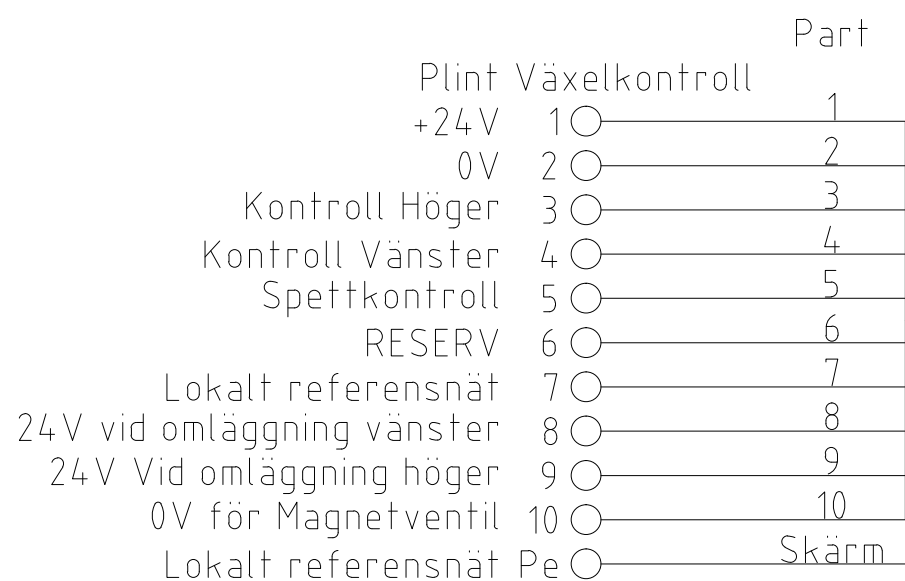 Part
Plint Växelkontroll
+24V 1 1
0V 2 2
Kontroll Höger 3 3
Kontroll Vänster 4 4
Spettkontroll 5 5
RESERV 6 6
Lokalt referensnät 7 7
24V vid omläggning vänster 8 8
24V Vid omläggning höger 9 9
0V för Magnetventil 10 10
Lokalt referensnät Pe Skärm